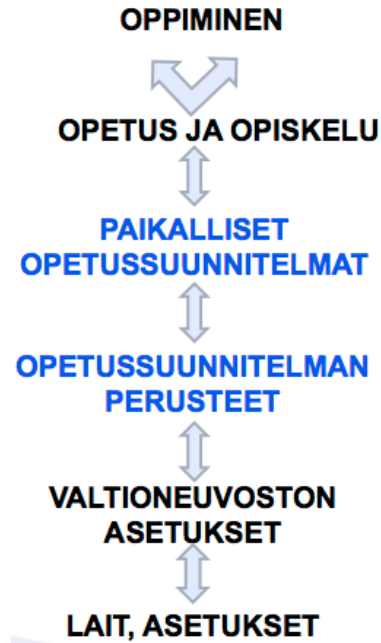 OPPIMINEN
OPETUS JA OPISKELU
PAIKALLISET
OPETUSSUUNNITELMAT
OPETUSSUUNNITELMAN
PERUSTEET
VALTIONEUVOSTON
ASETUKSET
LAIT, ASETUKSET